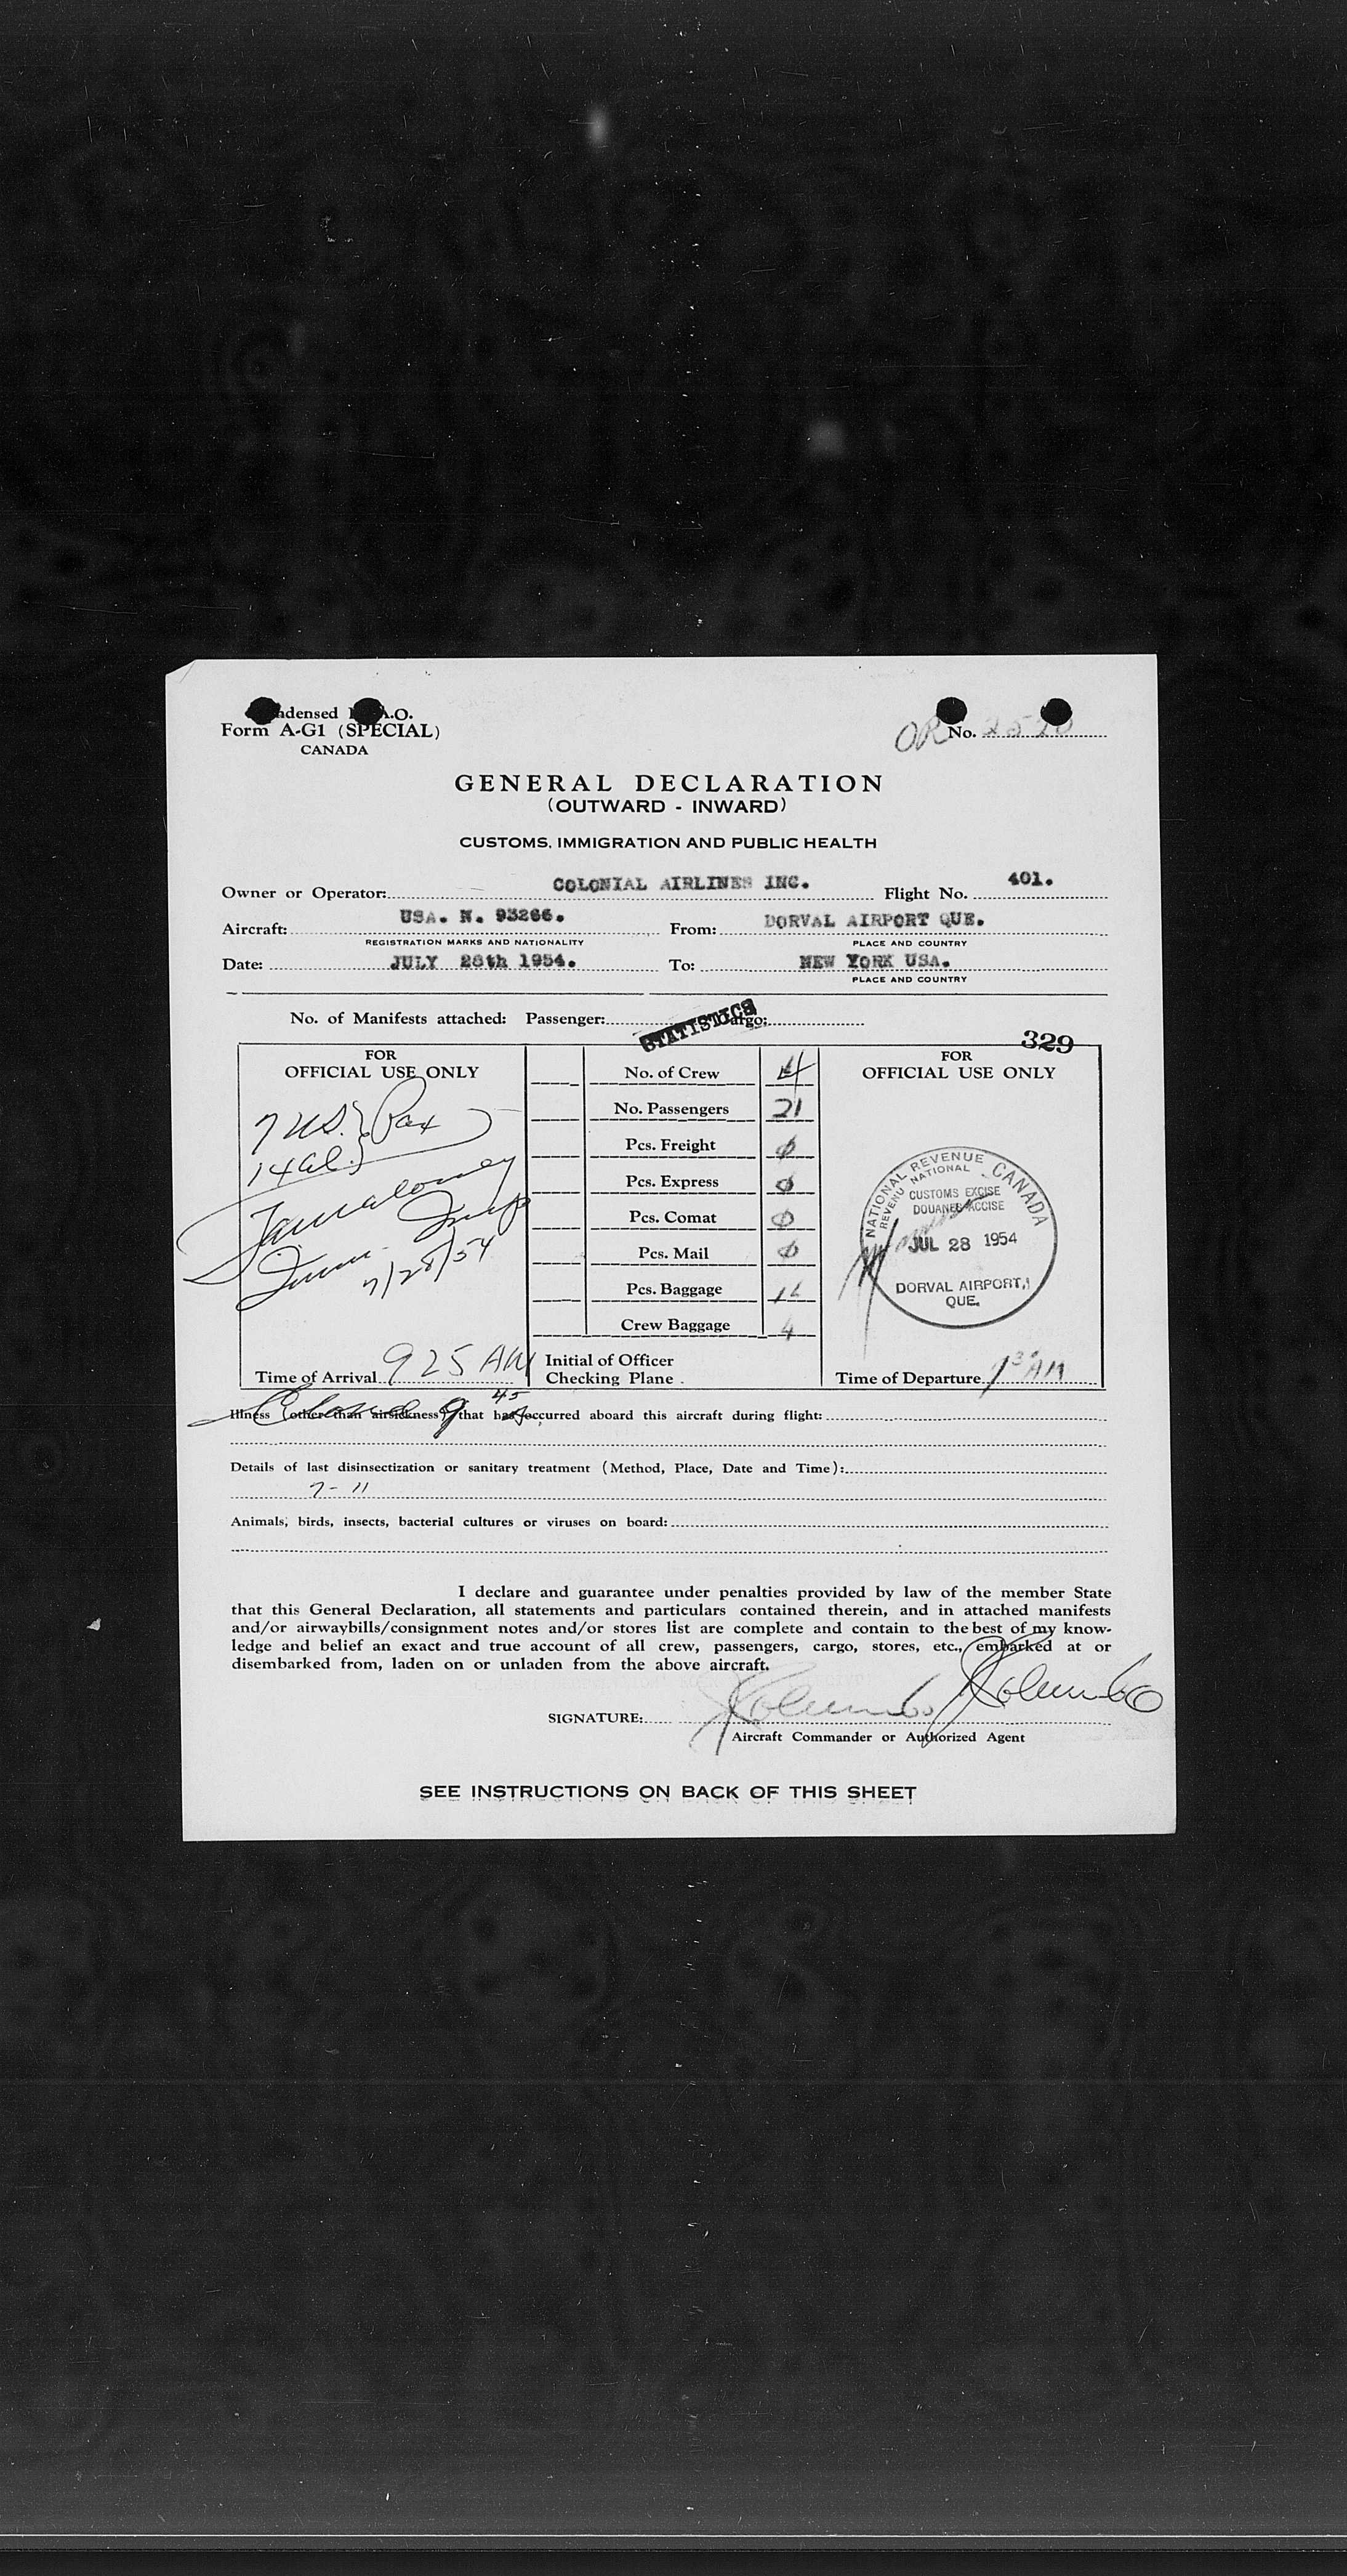 ndensed I A.O.
Form A-G1 (SPECIAL)
CANADA
OR No.
GENERAL DECLARATION
(OUTWARD - INWARD)
CUSTOMS, IMMIGRATION AND PUBLIC HEALTH
Owner or Operator: COLONIAL AIRLINES INC. Flight No. 401.
Aircraft: USA. N. 93266. From: DORVAL AIRPORT QUE.
REGISTRATION MARKS AND NATIONALITY PLACE AND COUNTRY
Date: JULY 28th 1954. To: NEW YORK USA.
PLACE AND COUNTRY
No. of Manifests attached: Passenger: Cargo:
STATISTICS
329
FOR
OFFICIAL USE ONLY
7 US. } Pax
14 al. }
7/28/54
Time of Arrival 925 AM
No. of Crew 4
No. Passengers 21
Pcs. Freight 0
Pcs. Express 0
Pcs. Comat 0
Pcs. Mail 0
Pcs. Baggage
Crew Baggage 4
Initial of Officer
Checking Plane
FOR
OFFICIAL USE ONLY
NATIONAL REVENUE CANADA
REVENU NATIONAL
CUSTOMS EXCISE
DOUANES ACCISE
JUL 28 1954
DORVAL AIRPORT,
QUE.
Time of Departure 7 30 AM
Illness (other than airsickness) that has occurred aboard this aircraft during flight:
9 45
Details of last disinsectization or sanitary treatment (Method, Place, Date and Time):
7 - 11
Animals, birds, insects, bacterial cultures or viruses on board:
I declare and guarantee under penalties provided by law of the member State
that this General Declaration, all statements and particulars contained therein, and in attached manifests
and/or airwaybills/consignment notes and/or stores list are complete and contain to the best of my know-
ledge and belief an exact and true account of all crew, passengers, cargo, stores, etc., embarked at or
disembarked from, laden on or unladen from the above aircraft.
SIGNATURE:
Aircraft Commander or Authorized Agent
SEE INSTRUCTIONS ON BACK OF THIS SHEET